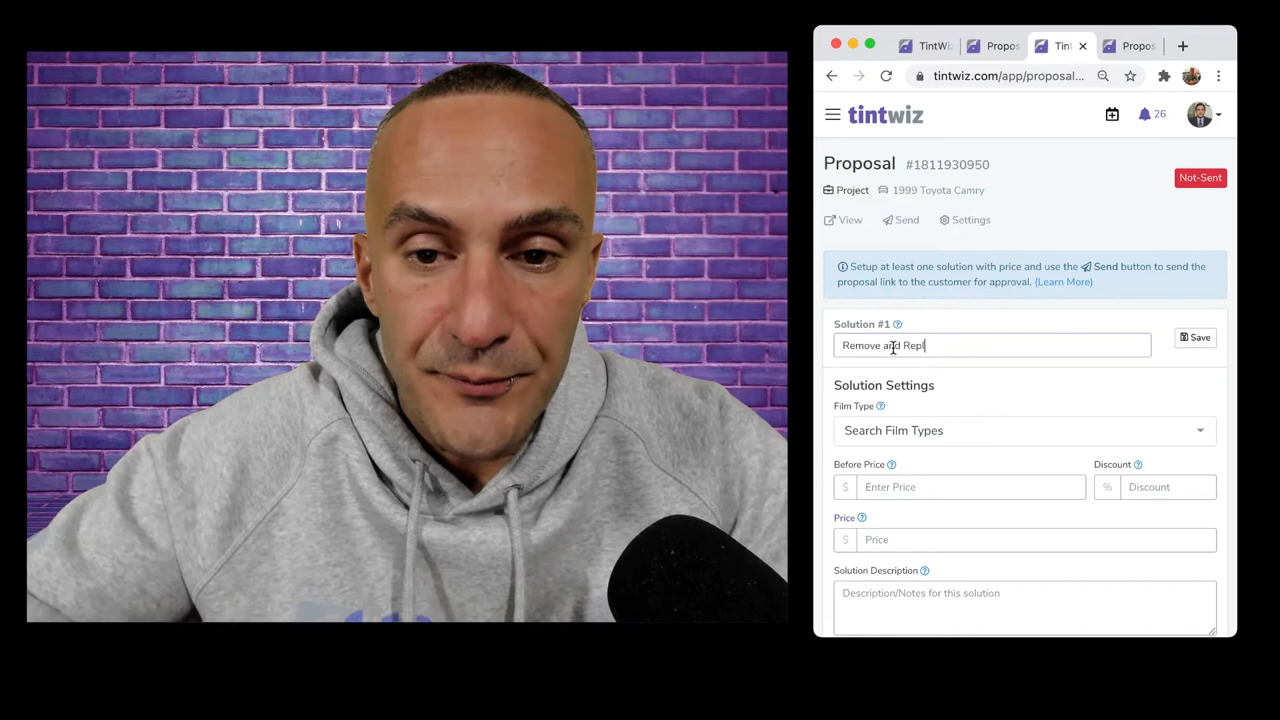 TintWi
Propos
Tint
Propos
tintwiz.com/app/proposal...
tintwiz
26
Proposal #1811930950
Not-Sent
Project 1999 Toyota Camry
View Send Settings
Setup at least one solution with price and use the Send button to send the
proposal link to the customer for approval. (Learn More)
Solution #1
Save
Remove and Repl
Solution Settings
Film Type
Search Film Types
Before Price Discount
$ Enter Price % Discount
Price
$ Price
Solution Description
Description/Notes for this solution